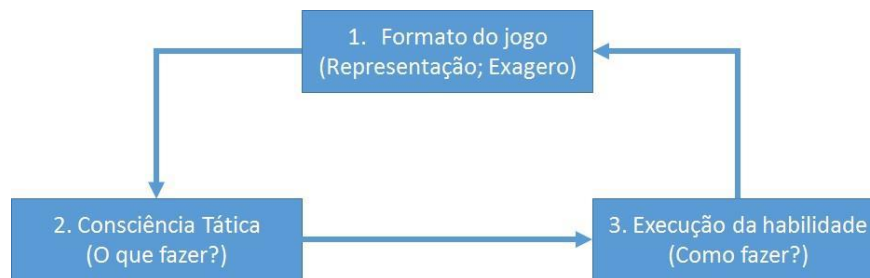 1. Formato do jogo
(Representação; Exagero)
2. Consciência Tática
(O que fazer?)
3. Execução da habilidade
(Como fazer?)